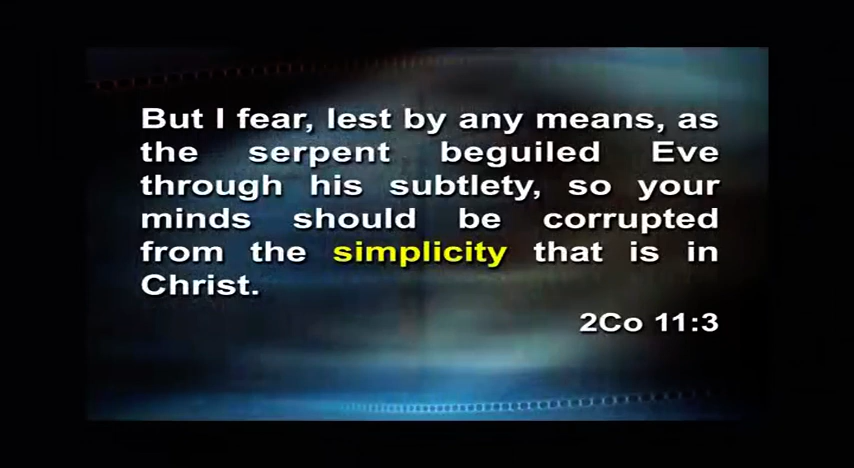 But I fear, lest by any means, as
the serpent beguiled Eve
through his subtlety, so your
minds should be corrupted
from the simplicity that is in
Christ.
2Co 11:3